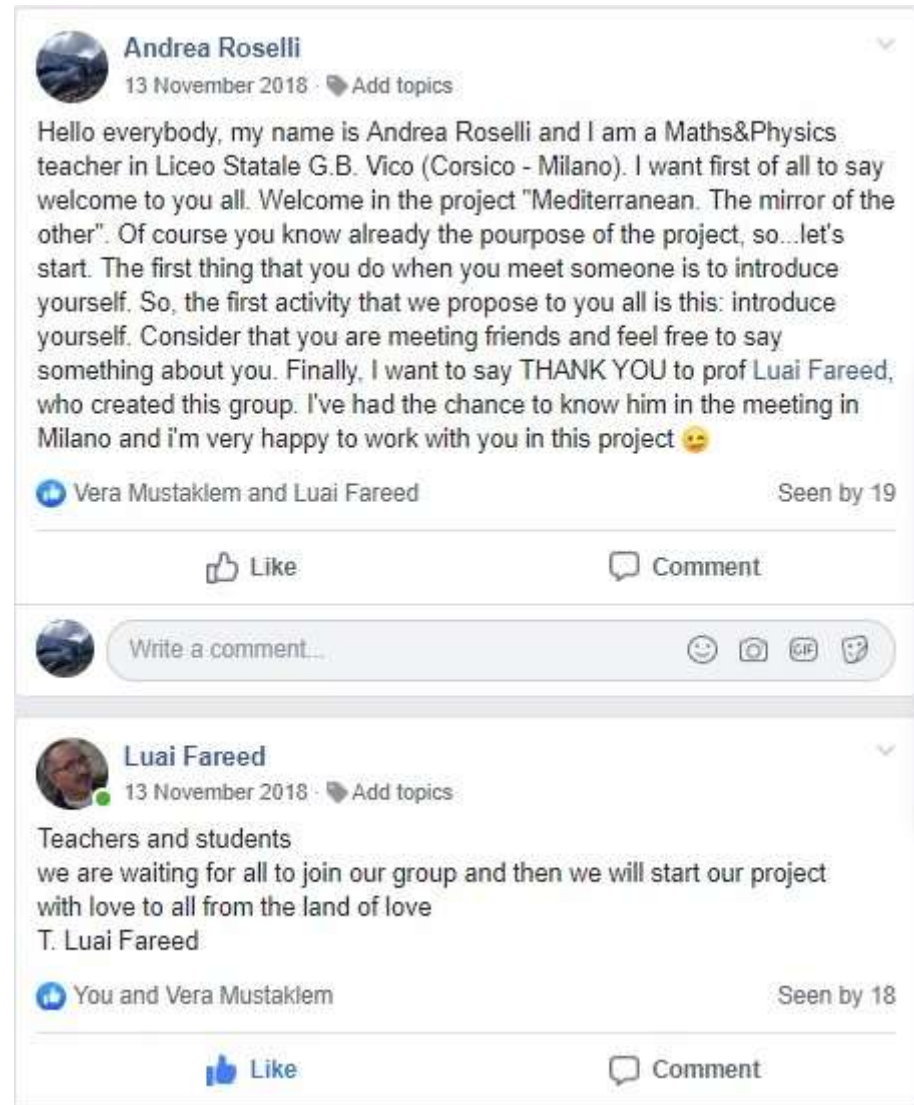 Andrea Roselli
13 November 2018 · Add topics
Hello everybody, my name is Andrea Roselli and I am a Maths&Physics
teacher in Liceo Statale G.B. Vico (Corsico - Milano). I want first of all to say
welcome to you all. Welcome in the project "Mediterranean. The mirror of the
other". Of course you know already the pourpose of the project, so...let's
start. The first thing that you do when you meet someone is to introduce
yourself. So, the first activity that we propose to you all is this: introduce
yourself. Consider that you are meeting friends and feel free to say
something about you. Finally, I want to say THANK YOU to prof Luai Fareed,
who created this group. I've had the chance to know him in the meeting in
Milano and i'm very happy to work with you in this project 😉
Vera Mustaklem and Luai Fareed Seen by 19
Like Comment
Write a comment... GIF
Luai Fareed
13 November 2018 · Add topics
Teachers and students
we are waiting for all to join our group and then we will start our project
with love to all from the land of love
T. Luai Fareed
You and Vera Mustaklem Seen by 18
Like Comment